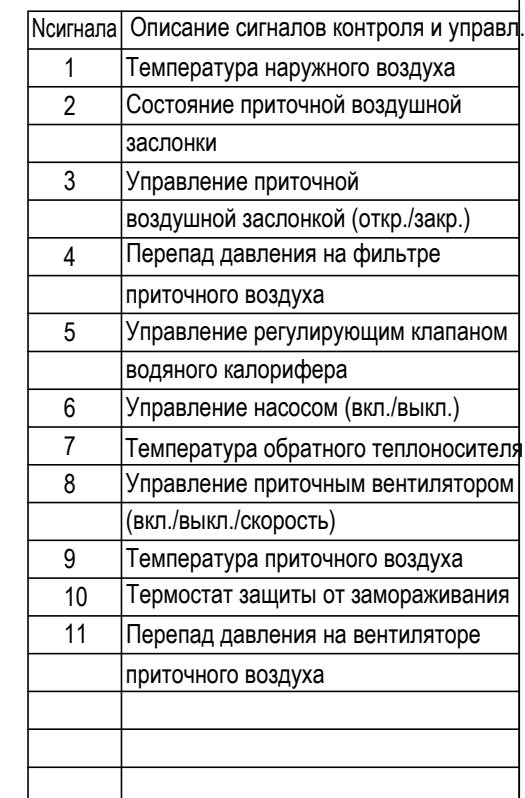 Nсигнала Описание сигналов контроля и управл.
1 Температура наружного воздуха
2 Состояние приточной воздушной
заслонки
3 Управление приточной
воздушной заслонкой (откр./закр.)
4 Перепад давления на фильтре
приточного воздуха
5 Управление регулирующим клапаном
водяного калорифера
6 Управление насосом (вкл./выкл.)
7 Температура обратного теплоносителя
8 Управление приточным вентилятором
(вкл./выкл./скорость)
9 Температура приточного воздуха
10 Термостат защиты от замораживания
11 Перепад давления на вентиляторе
приточного воздуха